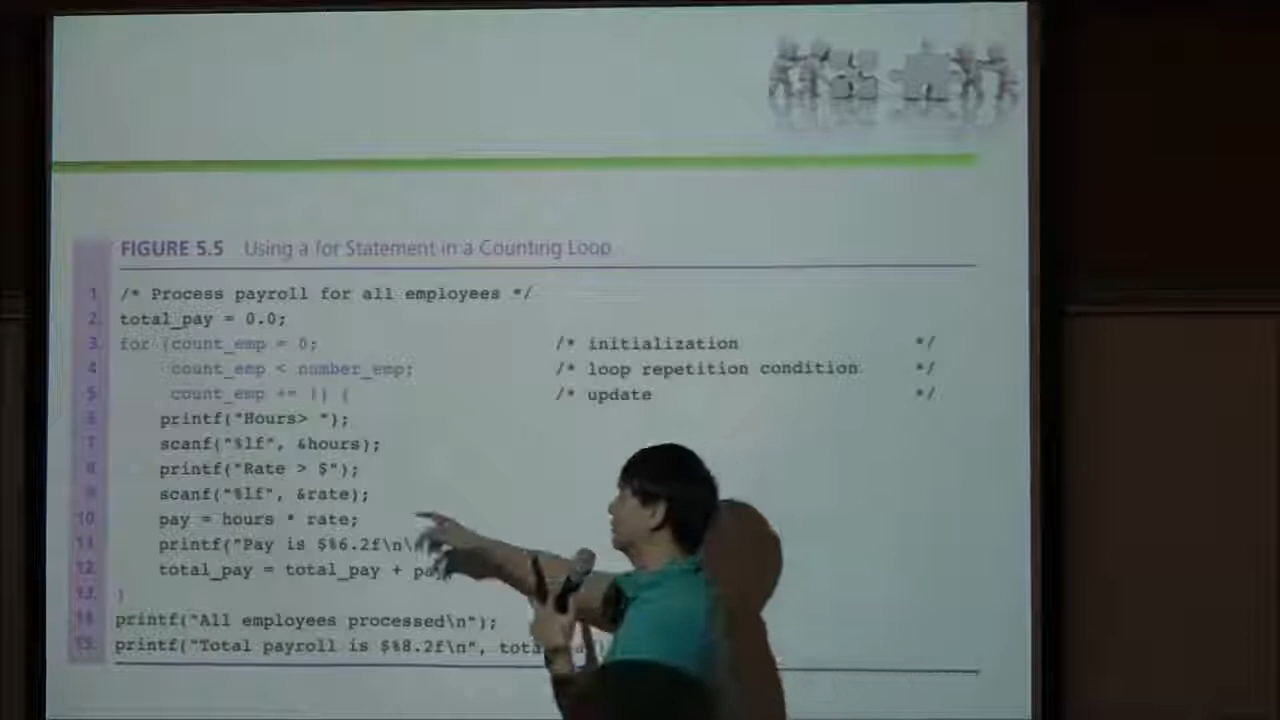 FIGURE 5.5 Using a for Statement in a Counting Loop
1. /* Process payroll for all employees */
2. total_pay = 0.0;
3. for (count_emp = 0; /* initialization */
4 count_emp < number_emp; /* loop repetition condition */
5 count_emp += 1) { /* update */
6 printf("Hours> ");
7 scanf("%lf", &hours);
8 printf("Rate > $");
9 scanf("%lf", &rate);
10 pay = hours * rate;
11 printf("Pay is $%6.2f\n\
12 total_pay = total_pay +
13. }
14 printf("All employees processed\n");
15. printf("Total payroll is $%8.2f\n",